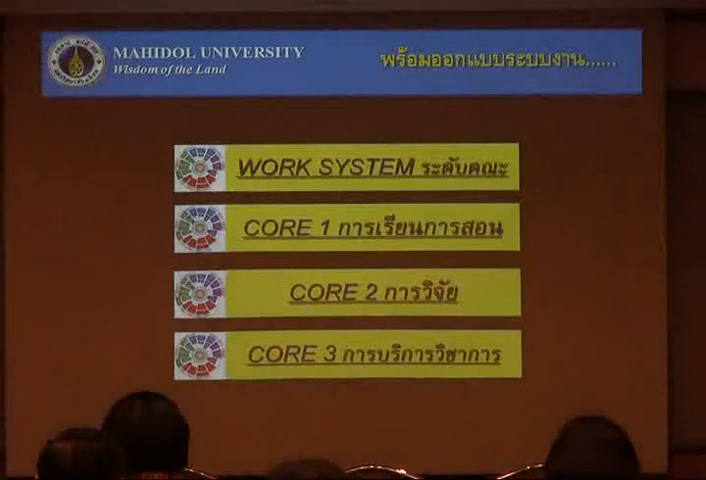 MAHIDOL UNIVERSITY
Wisdom of the Land
พร้อมออกแบบระบบงาน......
WORK SYSTEM ระดับคณะ
CORE 1 การเรียนการสอน
CORE 2 การวิจัย
CORE 3 การบริการวิชาการ